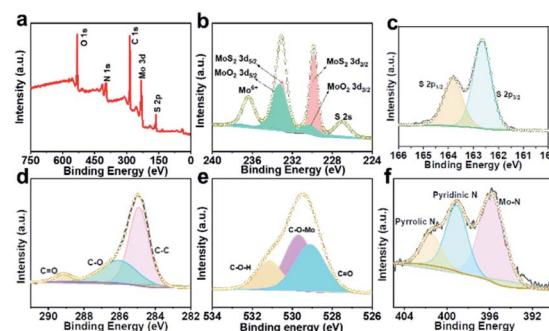 a
O 1s
N 1s
C 1s
Mo 3d
S 2p
Intensity (a.u.)
750 600 450 300 150 0
Binding Energy (eV)
b
MoS₂ 3d₅/₂
MoO₂ 3d₅/₂
Mo⁶⁺
MoS₂ 3d₃/₂
MoO₂ 3d₃/₂
S 2s
Intensity (a.u.)
240 236 232 228 224
Binding Energy (eV)
c
S 2p₁/₂
S 2p₃/₂
Intensity (a.u.)
166 165 164 163 162 161
Binding Energy (eV)
d
C=O
C-O
C-C
Intensity (a.u.)
290 288 286 284 282
Binding Energy (eV)
e
C-O-H
C-O-Mo
C=O
Intensity (a.u.)
534 532 530 528 526
Binding energy (eV)
f
Pyrrolic N
Pyridinic N
Mo-N
Intensity (a.u.)
404 400 396 392
Binding Energy (eV)